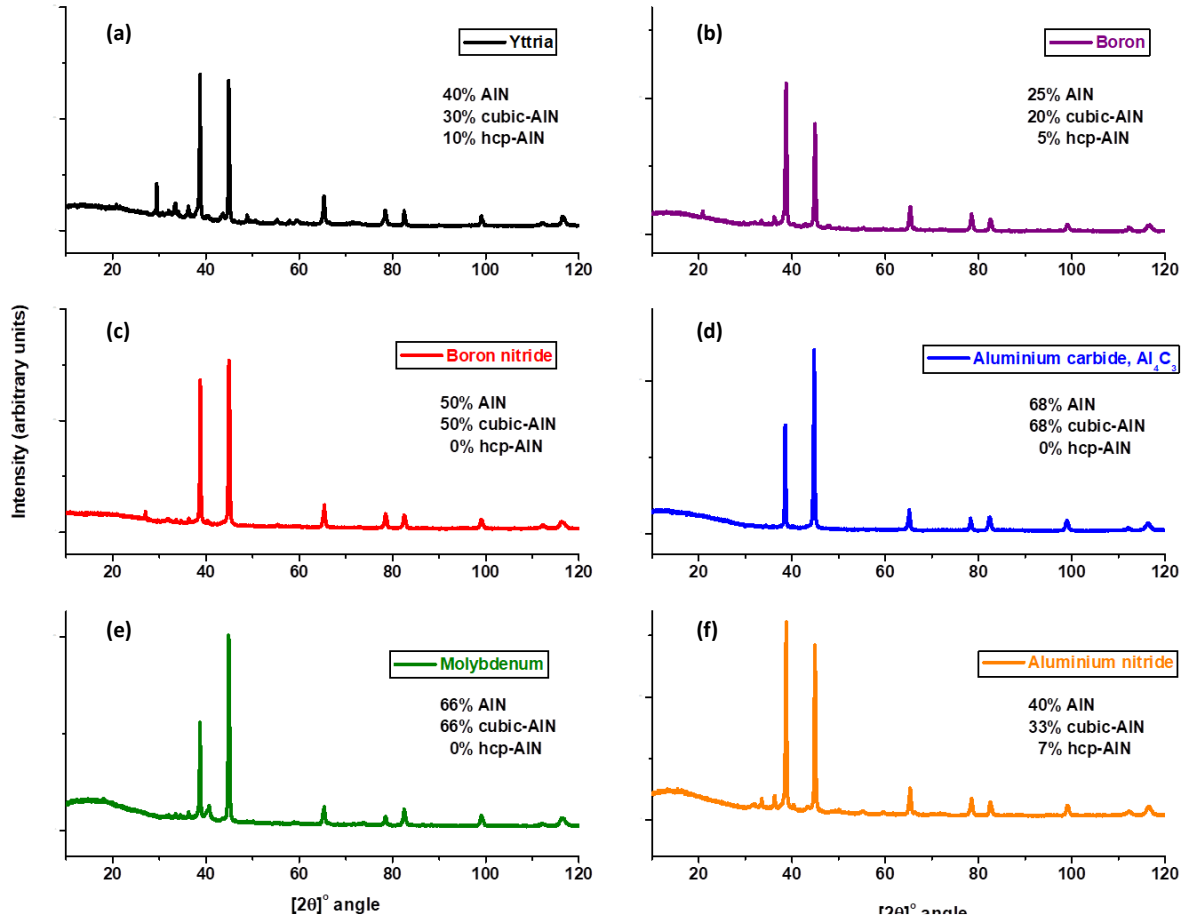 (a)
Yttria
40% AlN
30% cubic-AlN
10% hcp-AlN
20 40 60 80 100 120
(b)
Boron
25% AlN
20% cubic-AlN
5% hcp-AlN
20 40 60 80 100 120
Intensity (arbitrary units)
(c)
Boron nitride
50% AlN
50% cubic-AlN
0% hcp-AlN
20 40 60 80 100 120
(d)
Aluminium carbide, Al₄C₃
68% AlN
68% cubic-AlN
0% hcp-AlN
20 40 60 80 100 120
(e)
Molybdenum
66% AlN
66% cubic-AlN
0% hcp-AlN
20 40 60 80 100 120
[2θ]° angle
(f)
Aluminium nitride
40% AlN
33% cubic-AlN
7% hcp-AlN
20 40 60 80 100 120
[2θ]° angle